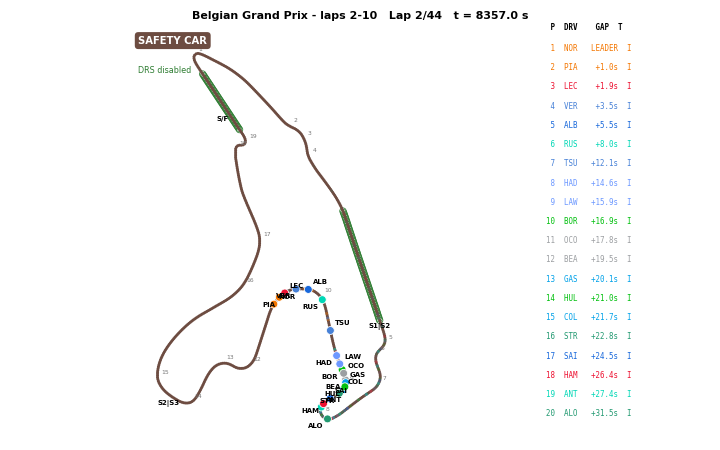 Belgian Grand Prix - laps 2-10   Lap 2/44   t = 8357.0 s
SAFETY CAR
DRS disabled
P  DRV    GAP  T
1  NOR   LEADER  I
2  PIA    +1.0s  I
3  LEC    +1.9s  I
4  VER    +3.5s  I
5  ALB    +5.5s  I
6  RUS    +8.0s  I
7  TSU   +12.1s  I
8  HAD   +14.6s  I
9  LAW   +15.9s  I
10  BOR   +16.9s  I
11  OCO   +17.8s  I
12  BEA   +19.5s  I
13  GAS   +20.1s  I
14  HUL   +21.0s  I
15  COL   +21.7s  I
16  STR   +22.8s  I
17  SAI   +24.5s  I
18  HAM   +26.4s  I
19  ANT   +27.4s  I
20  ALO   +31.5s  I
S/F
19
2
3
4
17
16
S1|S2
5
7
15
S2|S3
13
12
10
8
LEC
ALB
NOR
PIA
RUS
TSU
LAW
HAD
OCO
GAS
BOR
COL
BEA
SAI
HUL
ANT
STR
HAM
ALO